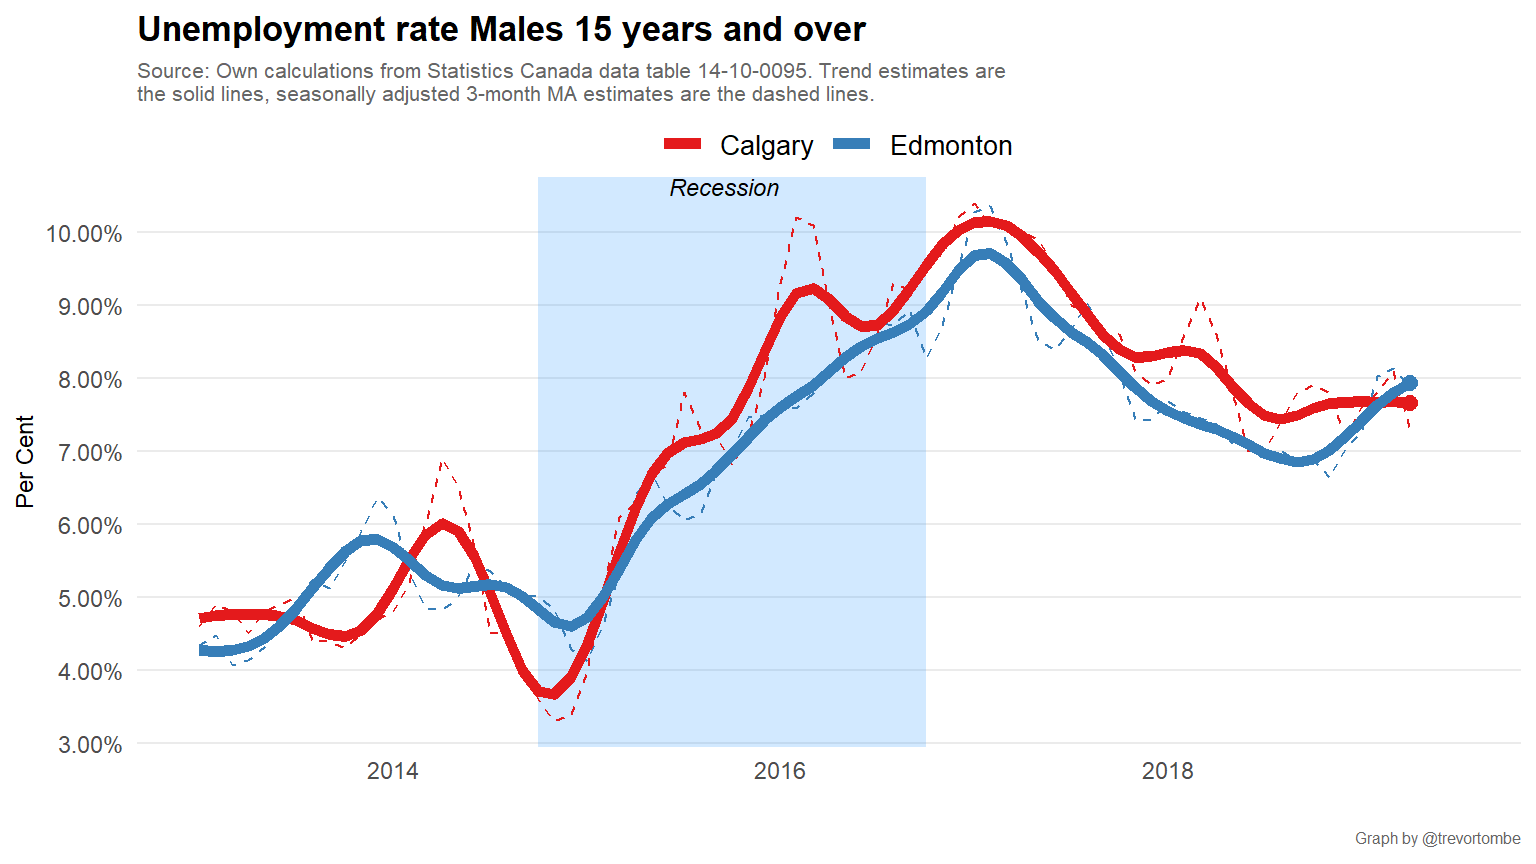 Unemployment rate Males 15 years and over
Source: Own calculations from Statistics Canada data table 14-10-0095. Trend estimates are
the solid lines, seasonally adjusted 3-month MA estimates are the dashed lines.
Calgary Edmonton
Recession
10.00%
9.00%
8.00%
7.00%
6.00%
5.00%
4.00%
3.00%
Per Cent
2014 2016 2018
Graph by @trevortombe